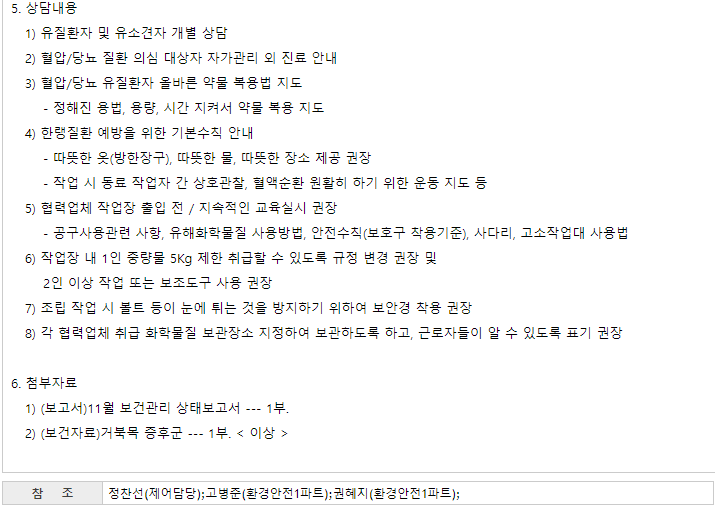 5. 상담내용
1) 유질환자 및 유소견자 개별 상담
2) 혈압/당뇨 질환 의심 대상자 자가관리 외 진료 안내
3) 혈압/당뇨 유질환자 올바른 약물 복용법 지도
- 정해진 용법, 용량, 시간 지켜서 약물 복용 지도
4) 한랭질환 예방을 위한 기본수칙 안내
- 따뜻한 옷(방한장구), 따뜻한 물, 따뜻한 장소 제공 권장
- 작업 시 동료 작업자 간 상호관찰, 혈액순환 원활히 하기 위한 운동 지도 등
5) 협력업체 작업장 출입 전 / 지속적인 교육실시 권장
- 공구사용관련 사항, 유해화학물질 사용방법, 안전수칙(보호구 착용기준), 사다리, 고소작업대 사용법
6) 작업장 내 1인 중량물 5Kg 제한 취급할 수 있도록 규정 변경 권장 및
2인 이상 작업 또는 보조도구 사용 권장
7) 조립 작업 시 볼트 등이 눈에 튀는 것을 방지하기 위하여 보안경 착용 권장
8) 각 협력업체 취급 화학물질 보관장소 지정하여 보관하도록 하고, 근로자들이 알 수 있도록 표기 권장
6. 첨부자료
1) (보고서)11월 보건관리 상태보고서 --- 1부.
2) (보건자료)거북목 증후군 --- 1부. < 이상 >
참 조 정찬선(제어담당);고병준(환경안전1파트);권혜지(환경안전1파트);